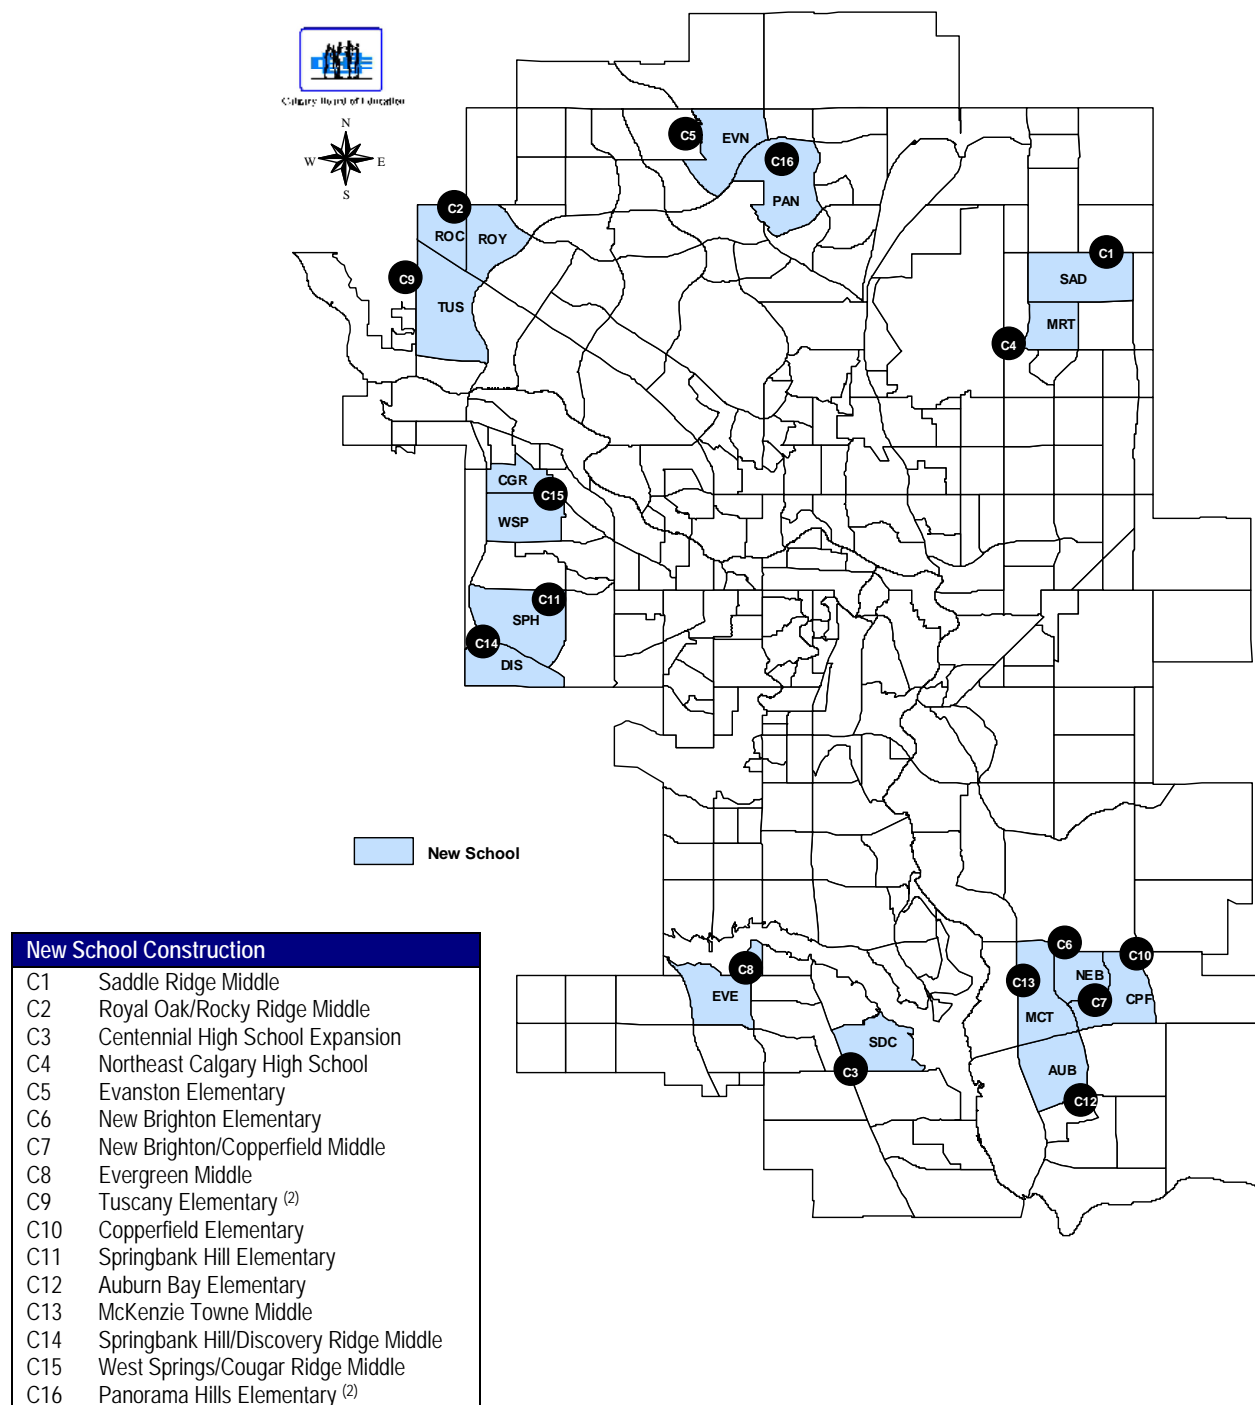 Calgary Board of Education
N
W E
S
C5
EVN
C16
PAN
C2
ROC ROY
C9
TUS
C1
SAD
MRT
C4
CGR
C15
WSP
C11
SPH
C14
DIS
New School
C6
C10
C8
NEB
C13
C7
EVE
CPF
MCT
SDC
C3
AUB
C12
New School Construction
C1 Saddle Ridge Middle
C2 Royal Oak/Rocky Ridge Middle
C3 Centennial High School Expansion
C4 Northeast Calgary High School
C5 Evanston Elementary
C6 New Brighton Elementary
C7 New Brighton/Copperfield Middle
C8 Evergreen Middle
C9 Tuscany Elementary (2)
C10 Copperfield Elementary
C11 Springbank Hill Elementary
C12 Auburn Bay Elementary
C13 McKenzie Towne Middle
C14 Springbank Hill/Discovery Ridge Middle
C15 West Springs/Cougar Ridge Middle
C16 Panorama Hills Elementary (2)